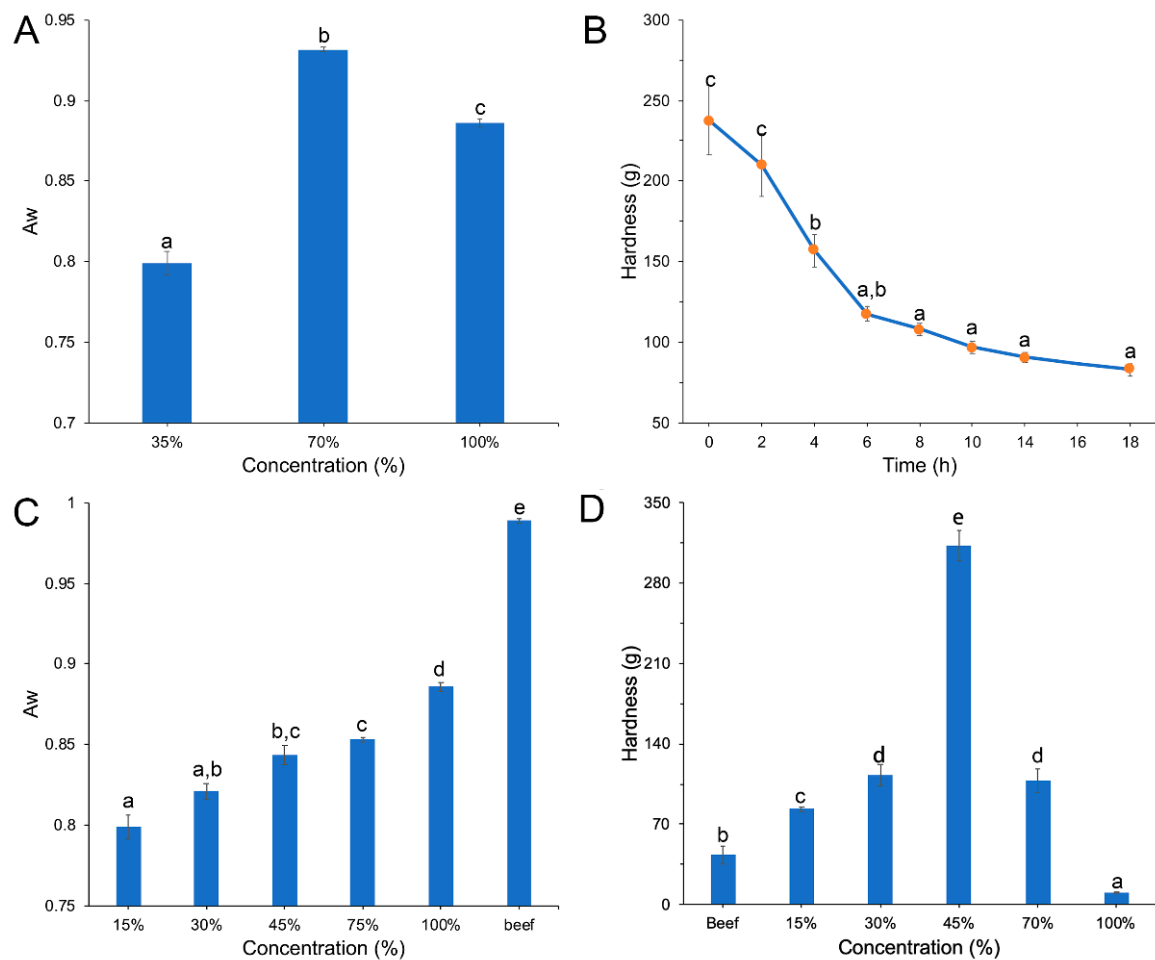 A
0.95
0.9
0.85
0.8
0.75
0.7
Aw
a
b
c
35% 70% 100%
Concentration (%)
B
300
250
200
150
100
50
Hardness (g)
c
c
b
a,b
a
a
a
a
0 2 4 6 8 10 14 16 18
Time (h)
C
1
0.95
0.9
0.85
0.8
0.75
Aw
a
a,b
b,c
c
d
e
15% 30% 45% 75% 100% beef
Concentration (%)
D
350
280
210
140
70
0
Hardness (g)
b
c
d
e
d
a
Beef 15% 30% 45% 70% 100%
Concentration (%)